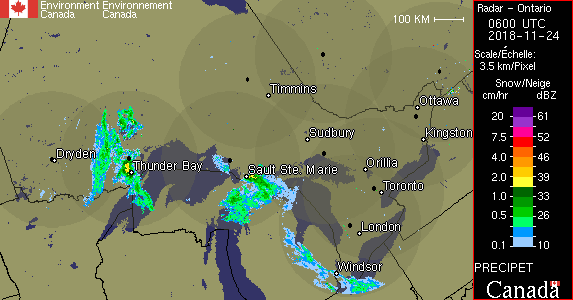 Environment Environnement
Canada Canada
100 KM
Timmins
Ottawa
Sudbury
Kingston
Dryden
Thunder Bay
Sault Ste. Marie
Orillia
Toronto
London
Windsor
Radar - Ontario
0600 UTC
2018-11-24
Scale/Échelle:
3.5 km/Pixel
Snow/Neige
cm/hr dBZ
20 61
7.5 52
4.0 46
2.0 39
1.0 33
0.5 26
0.1 10
PRECIPET
Canada